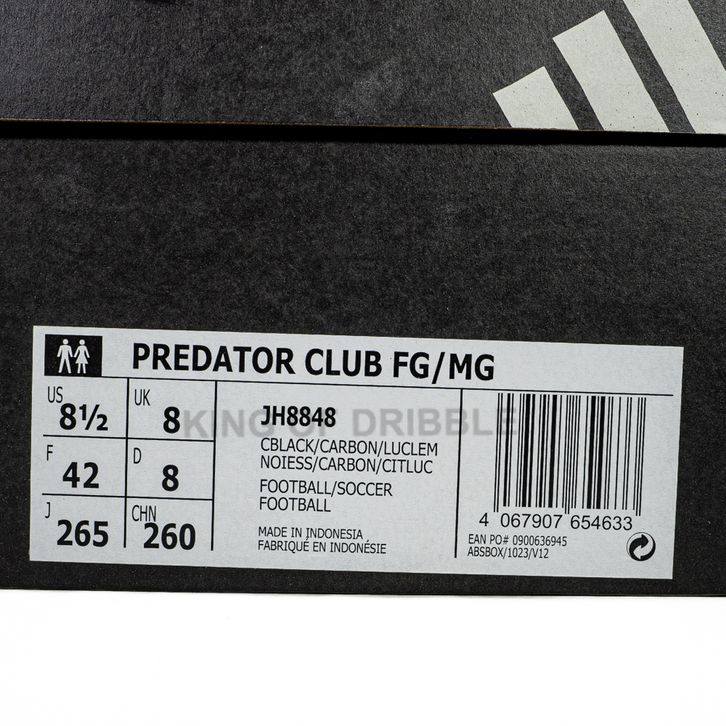 PREDATOR CLUB FG/MG
US 8½
UK 8
F 42
D 8
J 265
CHN 260
KING OF DRIBBLE
JH8848
CBLACK/CARBON/LUCLEM
NOIESS/CARBON/CITLUC
FOOTBALL/SOCCER
FOOTBALL
MADE IN INDONESIA
FABRIQUÉ EN INDONÉSIE
4 067907 654633
EAN PO# 0900636945
ABSBOX/1023/V12